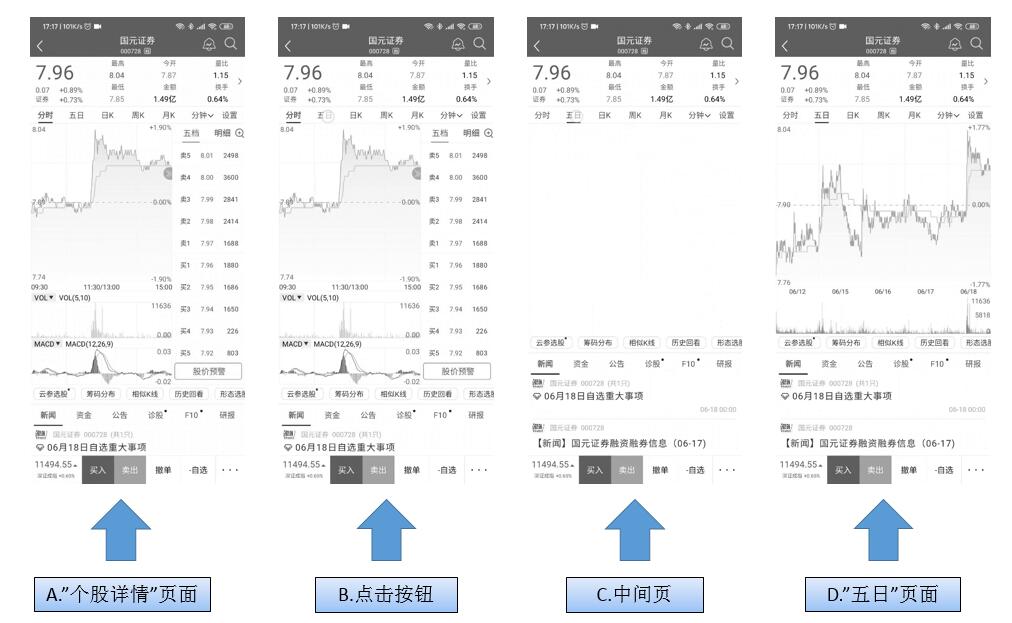 17:17 | 101K/s
国元证券
000728
7.96
最高
今开
量比
8.04
7.87
1.15
最低
金额
换手
0.07 +0.89%
证券 +0.73%
7.85
1.49亿
0.64%
分时 五日 日K 周K 月K 分钟 设置
8.04
+1.90%
五档 明细
卖5 8.01 2498
卖4 8.00 3600
卖3 7.99 2841
0.00%
卖2 7.98 2414
卖1 7.97 1688
买1 7.96 1880
7.74
-1.90%
09:30 11:30/13:00 15:00
买2 7.95 1686
VOL▼ VOL(5,10)
11636
买3 7.94 1650
0.00
买4 7.93 226
MACD▼ MACD(12,26,9)
0.03
买5 7.92 803
-0.02
股价预警
云参选股 筹码分布 相似K线 历史回看 形态选股
新闻 资金 公告 诊股 F10 研报
国元证券 000728 (共1只)
06月18日自选重大事项
11494.55
深证成指 +0.60%
买入 卖出 撤单 -自选 ···
17:17 | 101K/s
国元证券
000728
7.96
最高
今开
量比
8.04
7.87
1.15
最低
金额
换手
0.07 +0.89%
证券 +0.73%
7.85
1.49亿
0.64%
分时 五日 日K 周K 月K 分钟 设置
8.04
+1.90%
五档 明细
卖5 8.01 2498
卖4 8.00 3600
卖3 7.99 2841
0.00%
卖2 7.98 2414
卖1 7.97 1688
买1 7.96 1880
7.74
-1.90%
09:30 11:30/13:00 15:00
买2 7.95 1686
VOL▼ VOL(5,10)
11636
买3 7.94 1650
0.00
买4 7.93 226
MACD▼ MACD(12,26,9)
0.03
买5 7.92 803
-0.02
股价预警
云参选股 筹码分布 相似K线 历史回看 形态选股
新闻 资金 公告 诊股 F10 研报
国元证券 000728 (共1只)
06月18日自选重大事项
11494.55
深证成指 +0.60%
买入 卖出 撤单 -自选 ···
17:17 | 101K/s
国元证券
000728
7.96
最高
今开
量比
8.04
7.87
1.15
最低
金额
换手
0.07 +0.89%
证券 +0.73%
7.85
1.49亿
0.64%
分时 五日 日K 周K 月K 分钟 设置
云参选股 筹码分布 相似K线 历史回看 形态选
新闻 资金 公告 诊股 F10 研报
国元证券 000728 (共1只)
06月18日自选重大事项
06-18 00:00
国元证券 000728
【新闻】国元证券融资融券信息（06-17)
11494.55
深证成指 +0.60%
买入 卖出 撤单 -自选 ···
17:17 | 101K/s
国元证券
000728
7.96
最高
今开
量比
8.04
7.87
1.15
最低
金额
换手
0.07 +0.89%
证券 +0.73%
7.85
1.49亿
0.64%
分时 五日 日K 周K 月K 分钟 设置
8.04
+1.77%
7.90
0.00%
7.76
-1.77%
06/12 06/15 06/16 06/17 06/18
11636
5818
云参选股 筹码分布 相似K线 历史回看 形态选
新闻 资金 公告 诊股 F10 研报
国元证券 000728 (共1只)
06月18日自选重大事项
06-18 00:00
国元证券 000728
【新闻】国元证券融资融券信息（06-17)
11494.55
深证成指 +0.60%
买入 卖出 撤单 -自选 ···
A.”个股详情”页面
B.点击按钮
C.中间页
D.”五日”页面